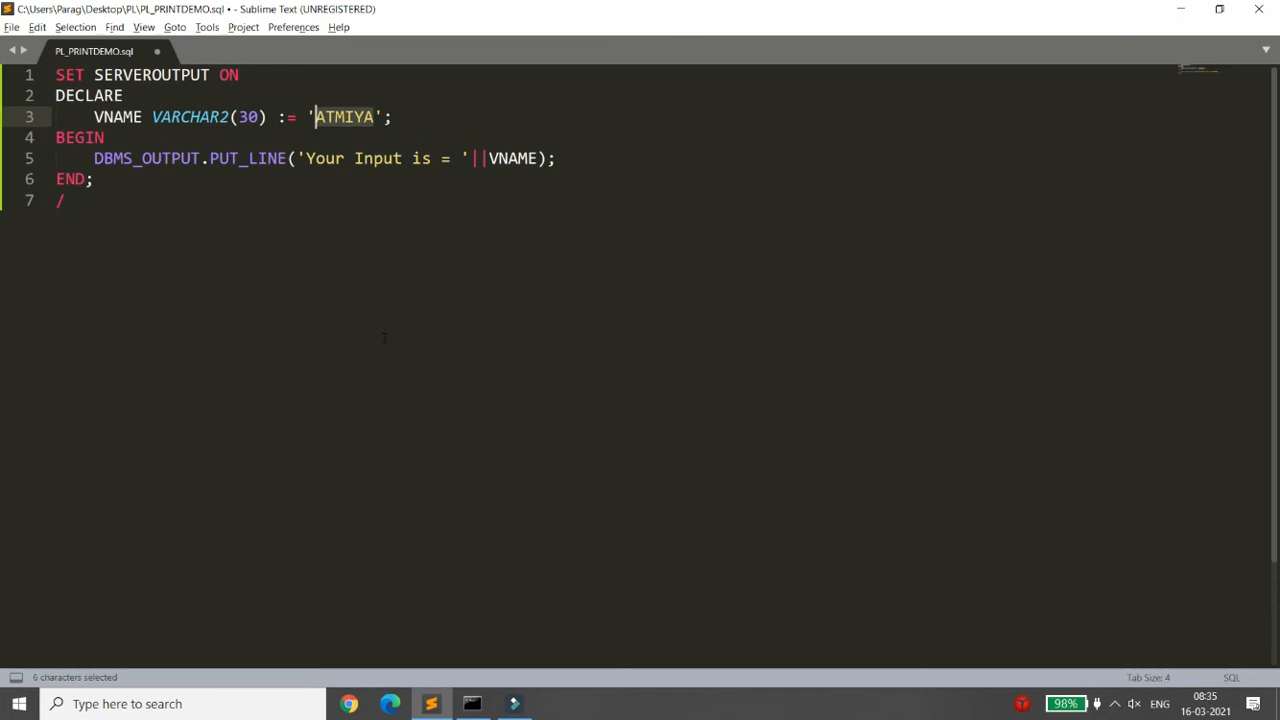 C:\Users\Parag\Desktop\PL\PL_PRINTDEMO.sql • - Sublime Text (UNREGISTERED)
File Edit Selection Find View Goto Tools Project Preferences Help
PL_PRINTDEMO.sql
1 SET SERVEROUTPUT ON
2 DECLARE
3 VNAME VARCHAR2(30) := 'ATMIYA';
4 BEGIN
5 DBMS_OUTPUT.PUT_LINE('Your Input is = '||VNAME);
6 END;
7 /
6 characters selected Tab Size: 4 SQL
Type here to search 98% ENG 08:35
16-03-2021